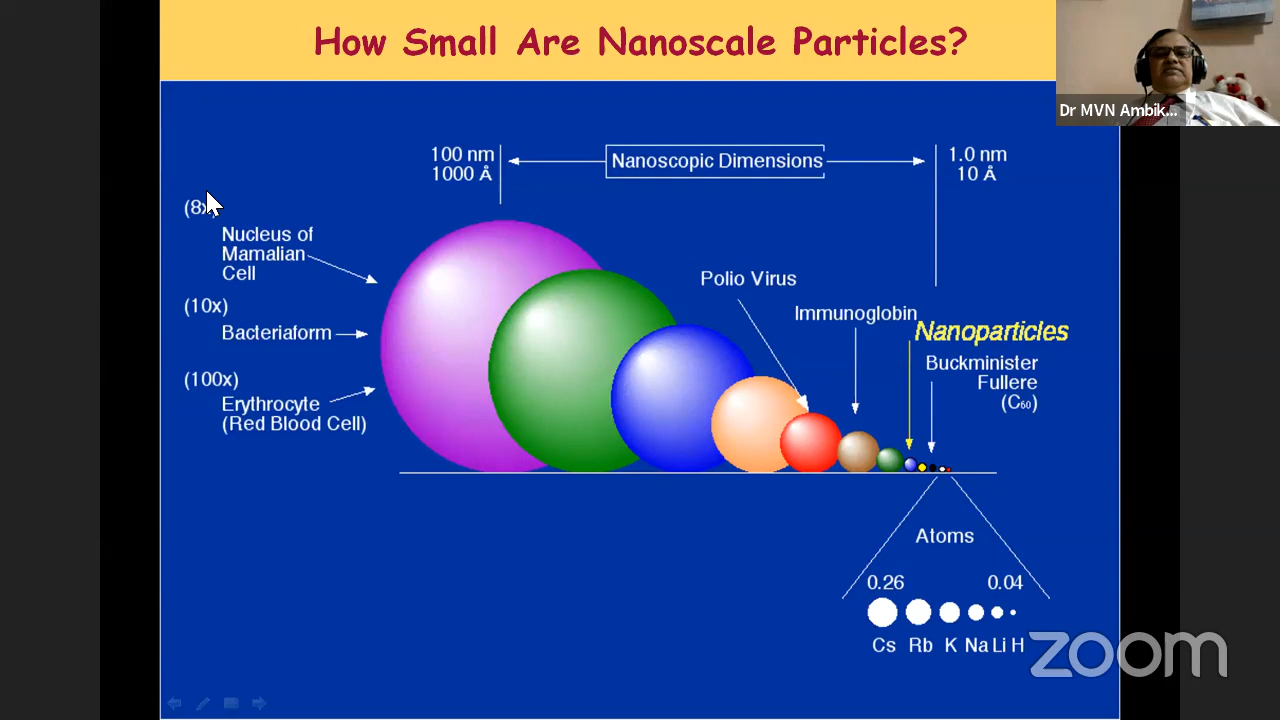 How Small Are Nanoscale Particles?
Dr MVN Ambik...
100 nm
1000 Å
Nanoscopic Dimensions
1.0 nm
10 Å
(8x)
Nucleus of
Mamalian
Cell
(10x)
Bacteriaform
(100x)
Erythrocyte
(Red Blood Cell)
Polio Virus
Immunoglobin
Nanoparticles
Buckminister
Fullere
(C₆₀)
Atoms
0.26 0.04
Cs Rb K Na Li H
zoom